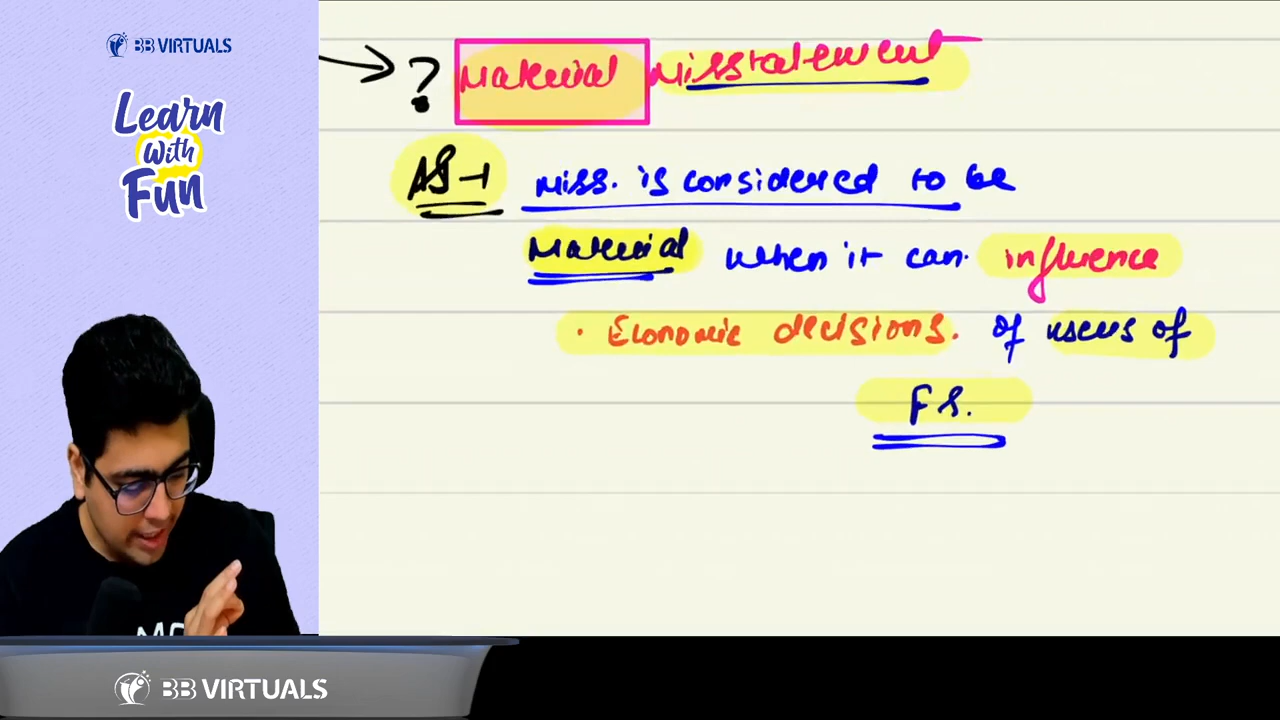 BB VIRTUALS
Learn
With
Fun
? Material Misstatement
AS-1 Miss. is considered to be
Material when it can influence
Economic decisions. of users of
F.S.
BB VIRTUALS